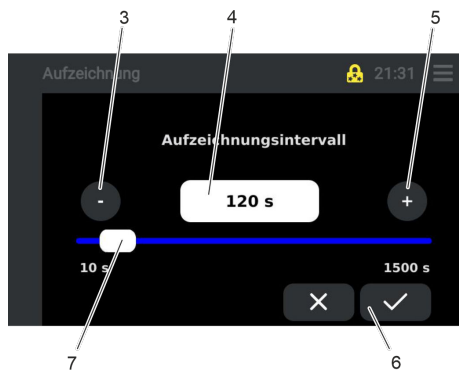 3 4 5
Aufzeichnung 21:31
Aufzeichnungsintervall
- 120 s +
10 s 1500 s
7 6